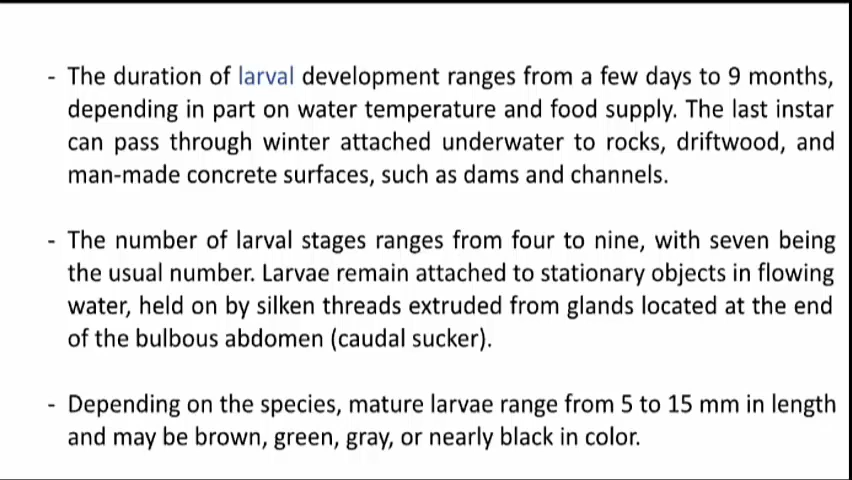 - The duration of larval development ranges from a few days to 9 months,
depending in part on water temperature and food supply. The last instar
can pass through winter attached underwater to rocks, driftwood, and
man-made concrete surfaces, such as dams and channels.
- The number of larval stages ranges from four to nine, with seven being
the usual number. Larvae remain attached to stationary objects in flowing
water, held on by silken threads extruded from glands located at the end
of the bulbous abdomen (caudal sucker).
- Depending on the species, mature larvae range from 5 to 15 mm in length
and may be brown, green, gray, or nearly black in color.